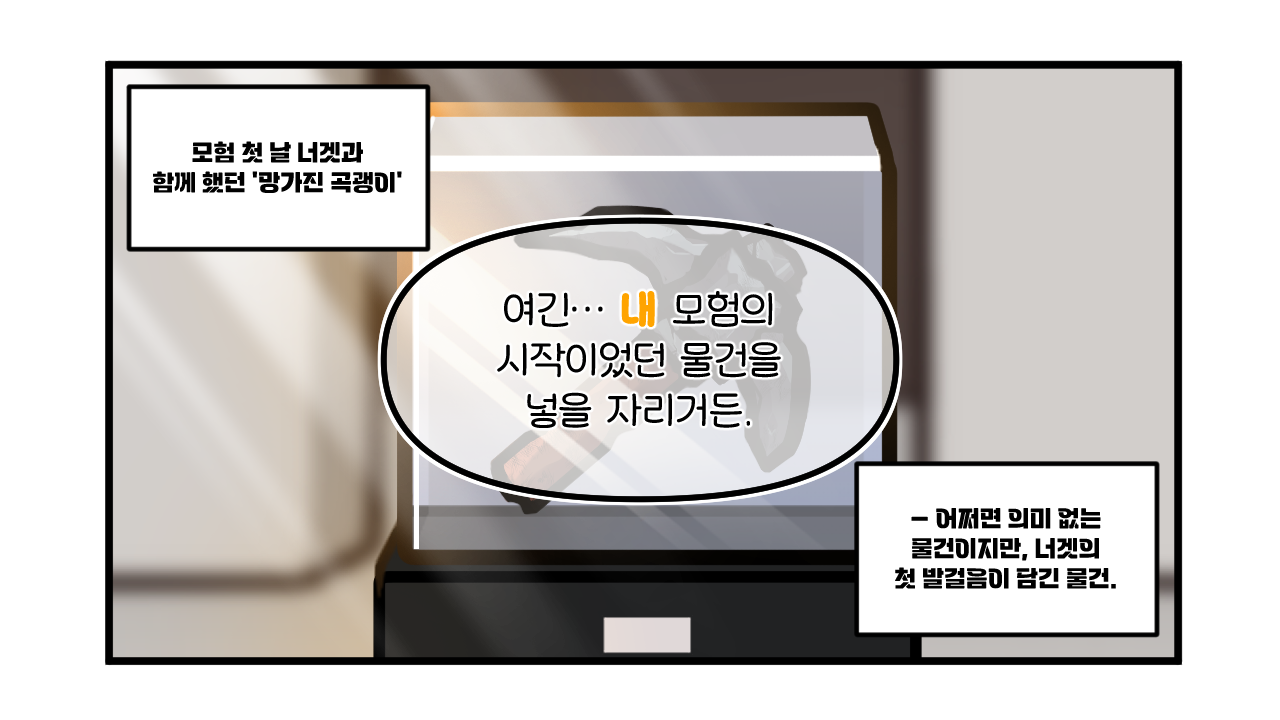 모험 첫 날 너겟과
함께 했던 '망가진 곡괭이'
여긴… 내 모험의
시작이었던 물건을
넣을 자리거든.
– 어쩌면 의미 없는
물건이지만, 너겟의
첫 발걸음이 담긴 물건.